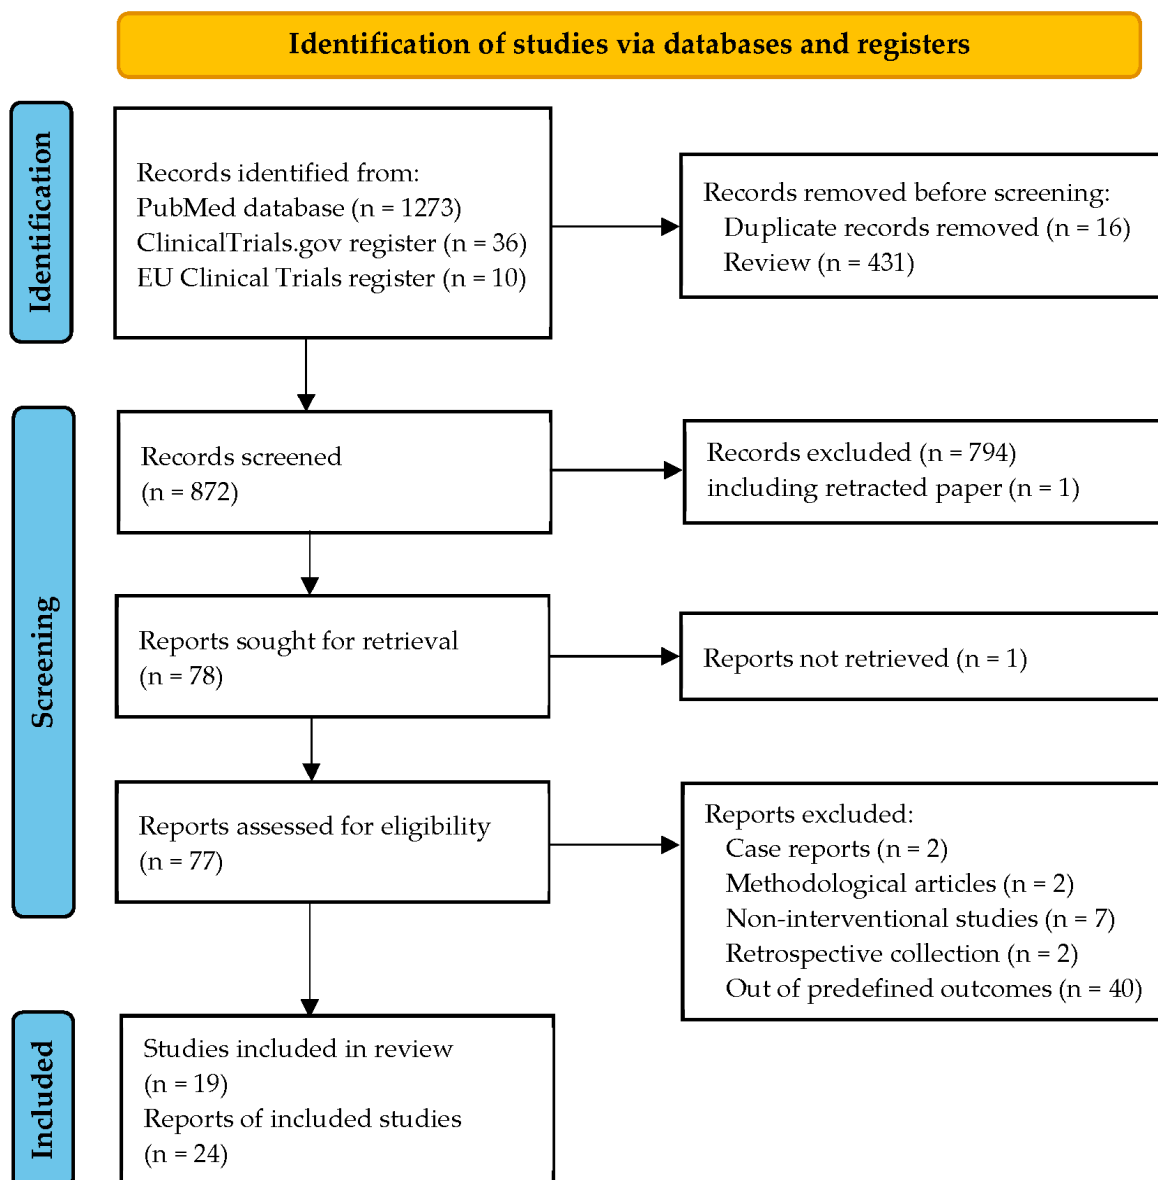 Identification of studies via databases and registers
Identification
Records identified from:
PubMed database (n = 1273)
ClinicalTrials.gov register (n = 36)
EU Clinical Trials register (n = 10)
Records removed before screening:
Duplicate records removed (n = 16)
Review (n = 431)
Screening
Records screened
(n = 872)
Records excluded (n = 794)
including retracted paper (n = 1)
Reports sought for retrieval
(n = 78)
Reports not retrieved (n = 1)
Reports assessed for eligibility
(n = 77)
Reports excluded:
Case reports (n = 2)
Methodological articles (n = 2)
Non-interventional studies (n = 7)
Retrospective collection (n = 2)
Out of predefined outcomes (n = 40)
Included
Studies included in review
(n = 19)
Reports of included studies
(n = 24)